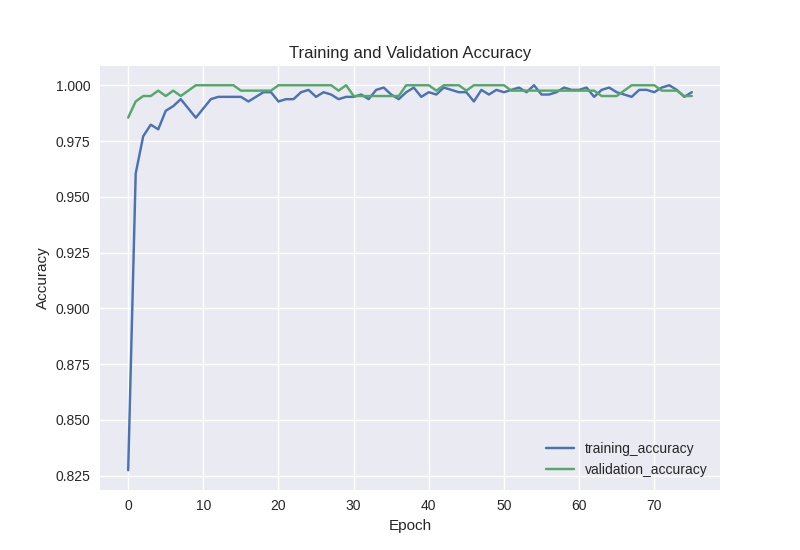 Training and Validation Accuracy
1.000
0.975
0.950
0.925
0.900
0.875
0.850
0.825
Accuracy
training_accuracy
validation_accuracy
0 10 20 30 40 50 60 70
Epoch